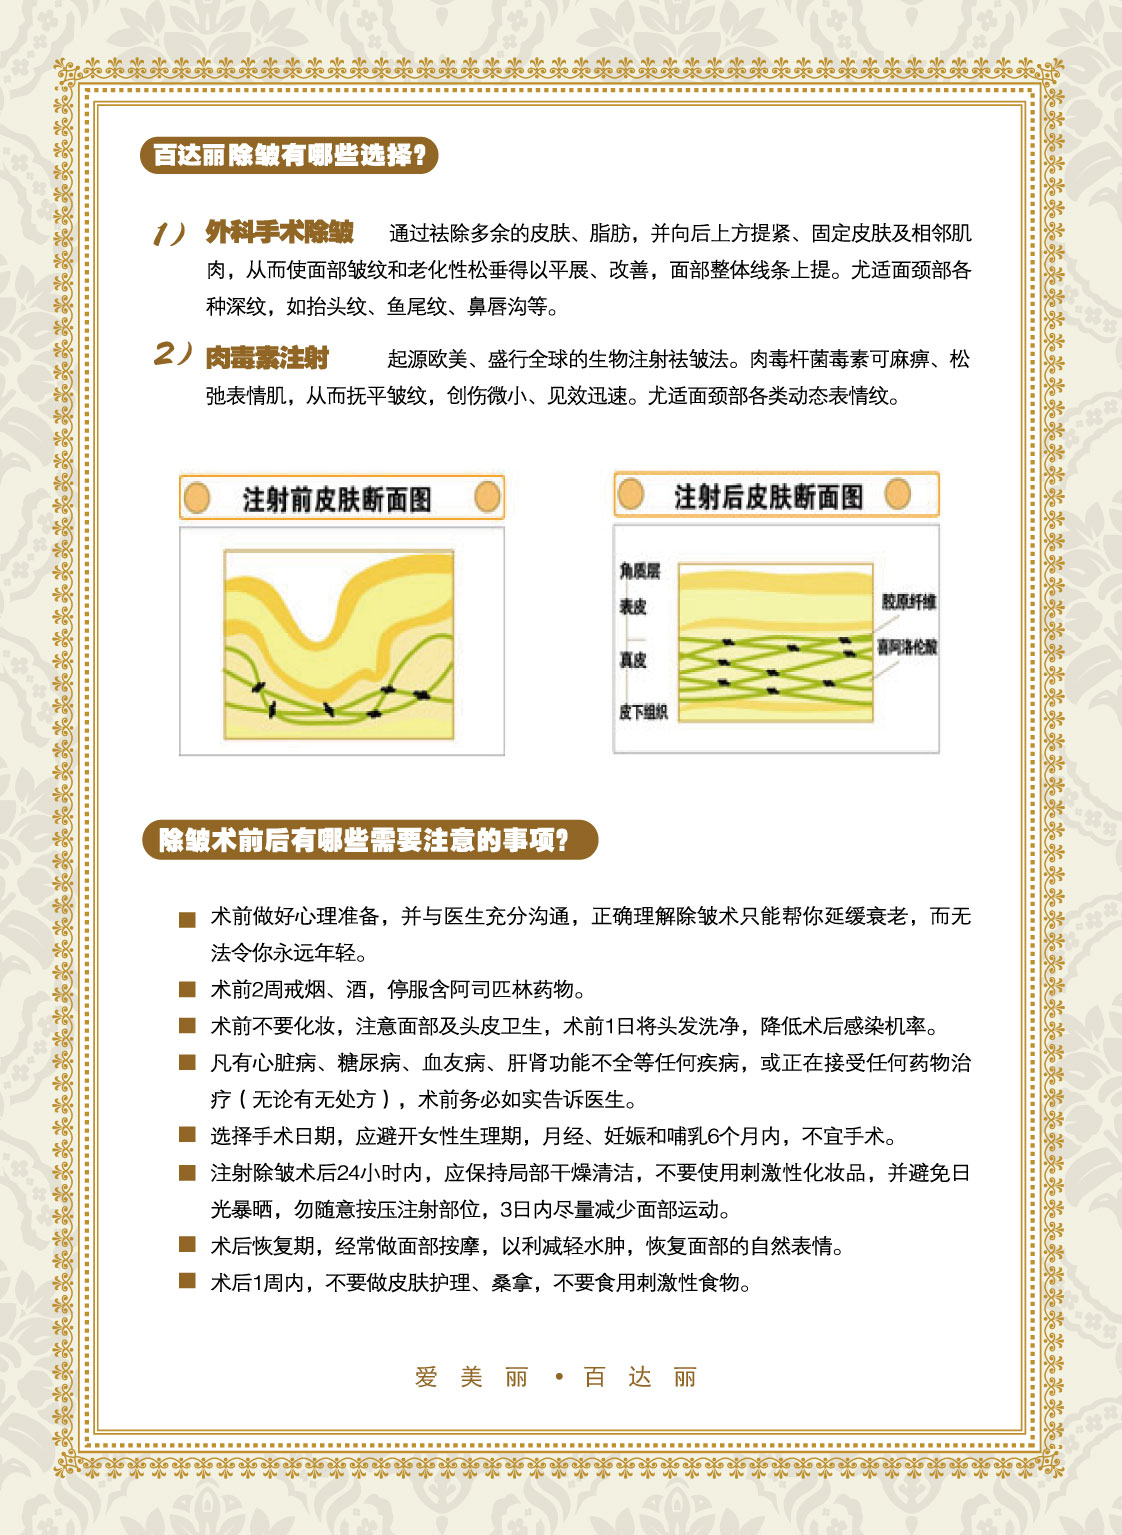 百达丽除皱有哪些选择?
1) 外科手术除皱 通过祛除多余的皮肤、脂肪，并向后上方提紧、固定皮肤及相邻肌
肉，从而使面部皱纹和老化性松垂得以平展、改善，面部整体线条上提。尤适面颈部各
种深纹，如抬头纹、鱼尾纹、鼻唇沟等。
2) 肉毒素注射 起源欧美、盛行全球的生物注射祛皱法。肉毒杆菌毒素可麻痹、松
弛表情肌，从而抚平皱纹，创伤微小、见效迅速。尤适面颈部各类动态表情纹。
注射前皮肤断面图
注射后皮肤断面图
角质层
表皮
真皮
皮下组织
胶原纤维
喜阿洛伦酸
除皱术前后有哪些需要注意的事项?
术前做好心理准备，并与医生充分沟通，正确理解除皱术只能帮你延缓衰老，而无
法令你永远年轻。
术前2周戒烟、酒，停服含阿司匹林药物。
术前不要化妆，注意面部及头皮卫生，术前1日将头发洗净，降低术后感染机率。
凡有心脏病、糖尿病、血友病、肝肾功能不全等任何疾病，或正在接受任何药物治
疗（无论有无处方），术前务必如实告诉医生。
选择手术日期，应避开女性生理期，月经、妊娠和哺乳6个月内，不宜手术。
注射除皱术后24小时内，应保持局部干燥清洁，不要使用刺激性化妆品，并避免日
光暴晒，勿随意按压注射部位，3日内尽量减少面部运动。
术后恢复期，经常做面部按摩，以利减轻水肿，恢复面部的自然表情。
术后1周内，不要做皮肤护理、桑拿，不要食用刺激性食物。
爱美丽·百达丽